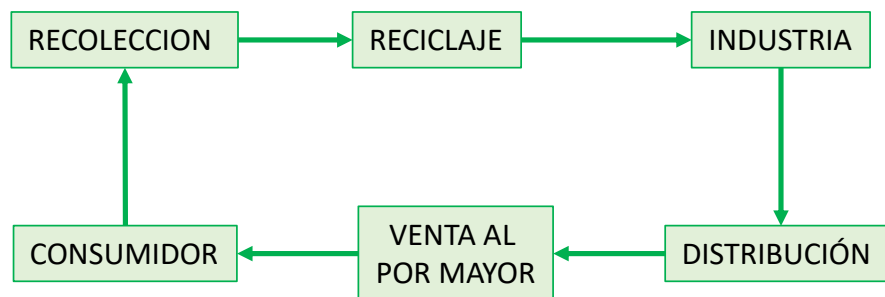 RECOLECCION
RECICLAJE
INDUSTRIA
CONSUMIDOR
VENTA AL
POR MAYOR
DISTRIBUCIÓN